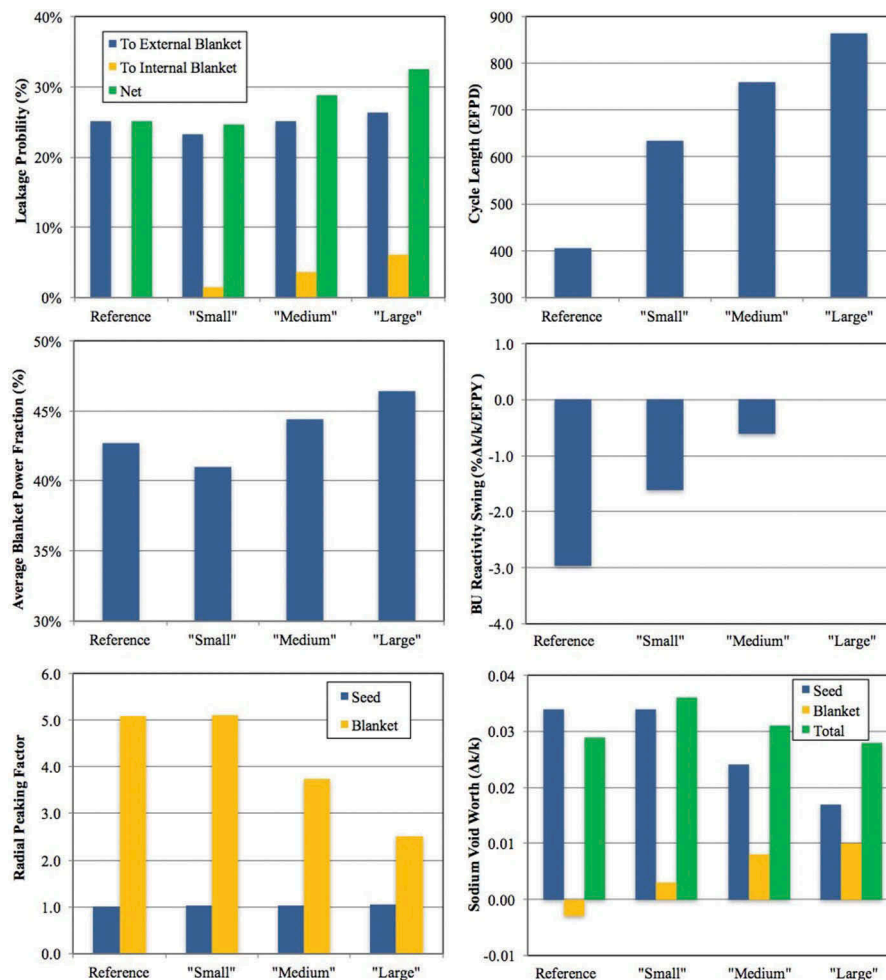 40%
30%
20%
10%
0%
Leakage Probility (%)
To External Blanket
To Internal Blanket
Net
Reference "Small" "Medium" "Large"
900
800
700
600
500
400
300
Cycle Length (EFPD)
Reference "Small" "Medium" "Large"
50%
45%
40%
35%
30%
Average Blanket Power Fraction (%)
Reference "Small" "Medium" "Large"
1.0
0.0
-1.0
-2.0
-3.0
-4.0
BU Reactivity Swing (%Δk/k/EFPY)
Reference "Small" "Medium" "Large"
6.0
5.0
4.0
3.0
2.0
1.0
0.0
Radial Peaking Factor
Seed
Blanket
Reference "Small" "Medium" "Large"
0.04
0.03
0.02
0.01
0.00
-0.01
Sodium Void Worth (Δk/k)
Seed
Blanket
Total
Reference "Small" "Medium" "Large"